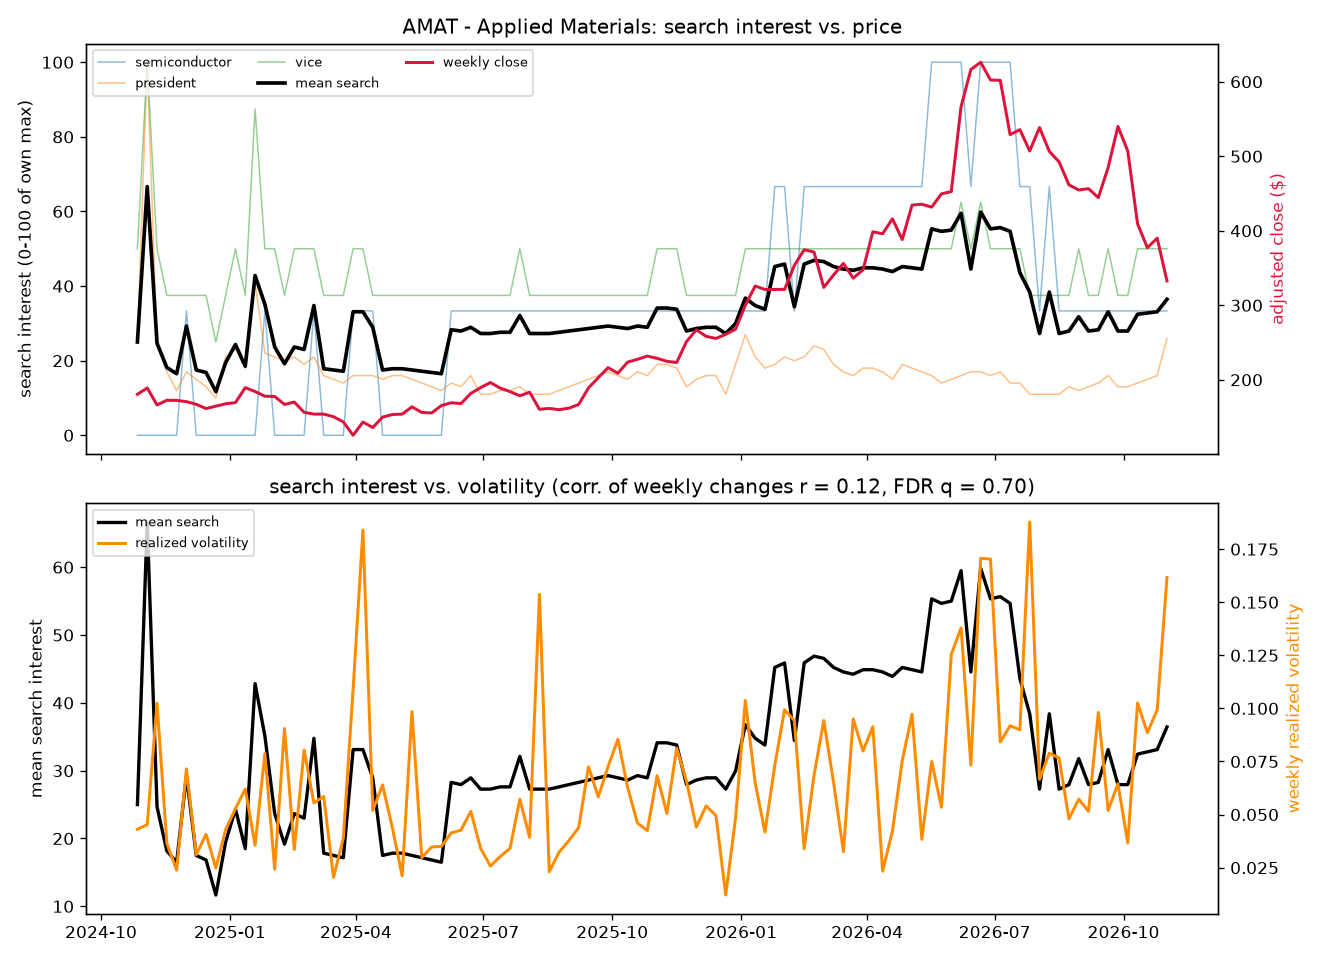 AMAT - Applied Materials: search interest vs. price
semiconductor
president
vice
mean search
weekly close
100
80
60
40
20
0
search interest (0-100 of own max)
600
500
400
300
200
adjusted close ($)
search interest vs. volatility (corr. of weekly changes r = 0.12, FDR q = 0.70)
mean search
realized volatility
60
50
40
30
20
10
mean search interest
0.175
0.150
0.125
0.100
0.075
0.050
0.025
weekly realized volatility
2024-10
2025-01
2025-04
2025-07
2025-10
2026-01
2026-04
2026-07
2026-10